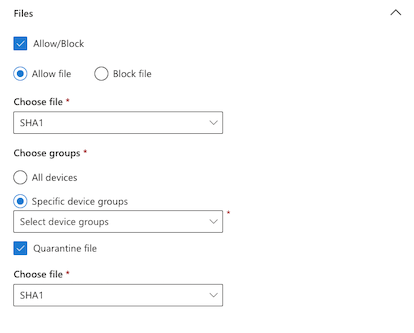 Files
Allow/Block
Allow file Block file
Choose file *
SHA1
Choose groups *
All devices
Specific device groups
Select device groups *
Quarantine file
Choose file *
SHA1